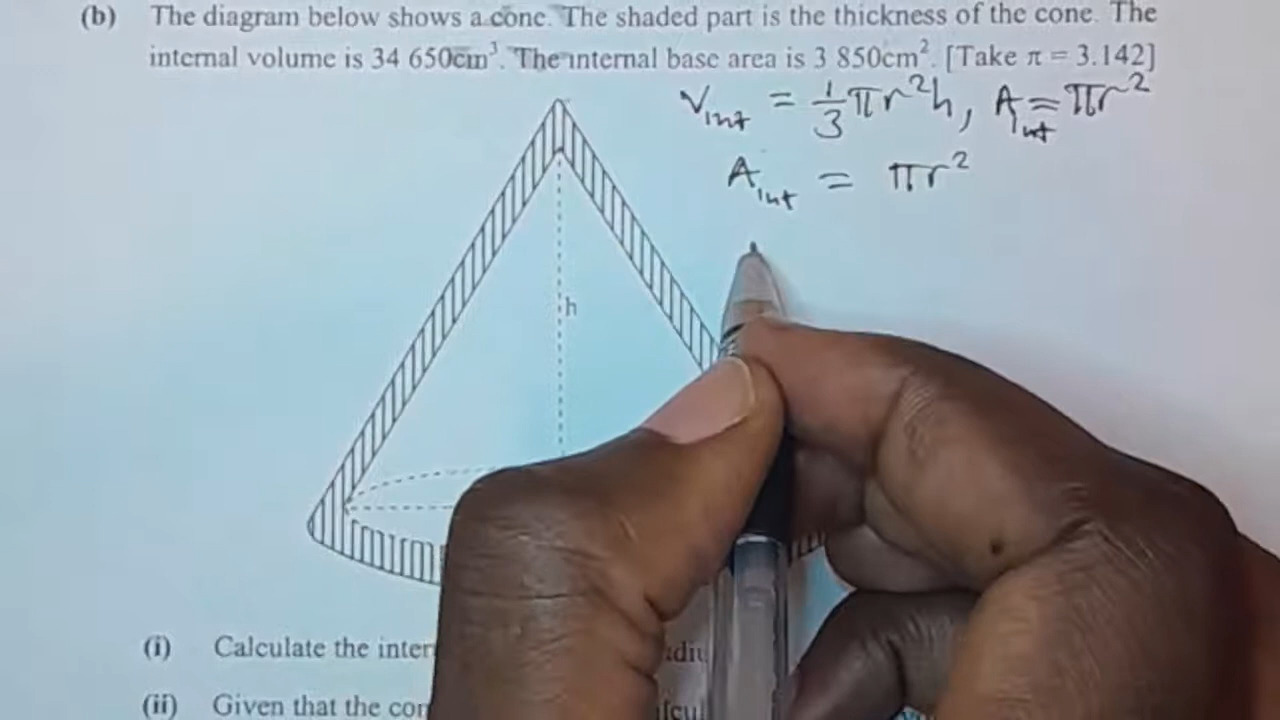 (b) The diagram below shows a cone. The shaded part is the thickness of the cone. The
internal volume is 34 650cm³. The internal base area is 3 850cm². [Take π = 3.142]
V_int = 1/3 πr²h, A_int = πr²
A_int = πr²
h
(i) Calculate the
(ii) Given that the